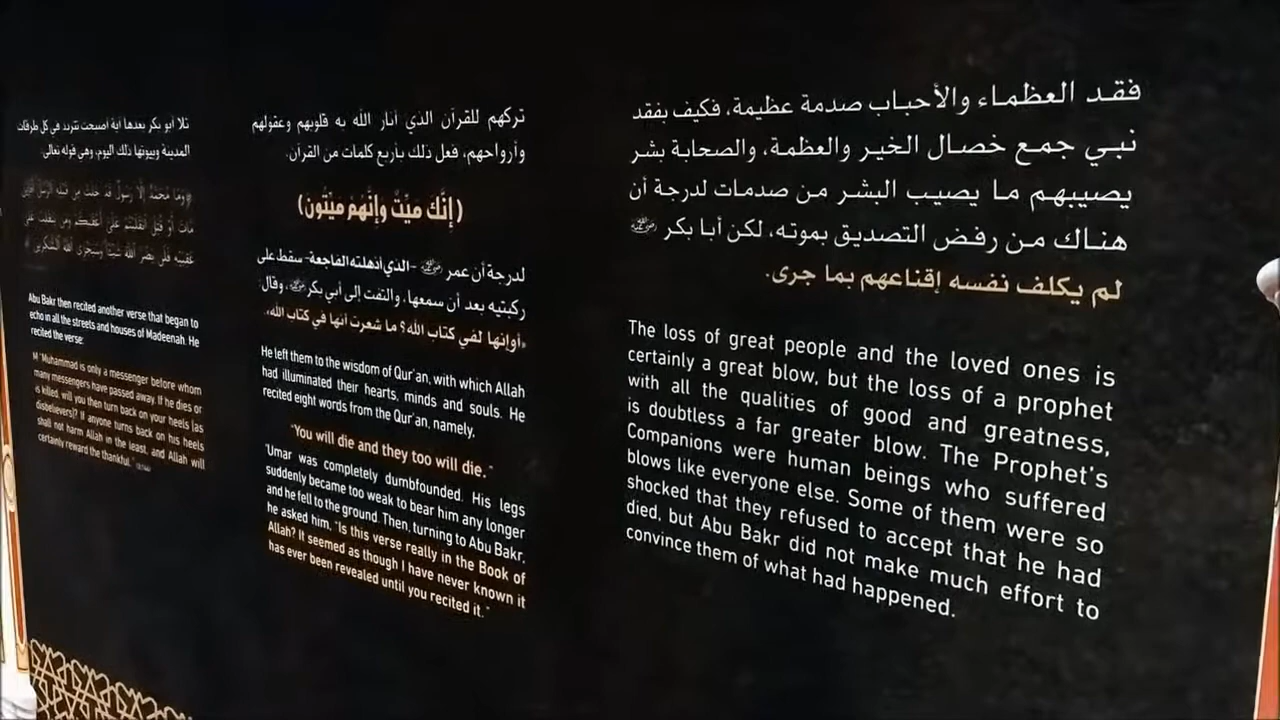 فقد العظماء والأحباب صدمة عظيمة، فكيف بفقد
نبي جمع خصال الخير والعظمة، والصحابة بشر
يصيبهم ما يصيب البشر من صدمات لدرجة أن
هناك من رفض التصديق بموته، لكن أبا بكر
لم يكلف نفسه إقناعهم بما جرى.
The loss of great people and the loved ones is
certainly a great blow, but the loss of a prophet
with all the qualities of good and greatness,
is doubtless a far greater blow. The Prophet's
Companions were human beings who suffered
blows like everyone else. Some of them were so
shocked that they refused to accept that he had
died, but Abu Bakr did not make much effort to
convince them of what had happened.
تركهم للقرآن الذي أنار الله به قلوبهم وعقولهم
وأرواحهم، فعل ذلك بأربع كلمات من القرآن.
(إِنَّكَ مَيِّتٌ وَإِنَّهُمْ مَيِّتُونَ)
لدرجة أن عمر -الذي أذهلته الفاجعة- سقط على
ركبتيه بعد أن سمعها، والتفت إلى أبي بكر، وقال:
«أوإنها لفي كتاب الله؟ ما شعرت أنها في كتاب الله».
He left them to the wisdom of Qur'an, with which Allah
had illuminated their hearts, minds and souls. He
recited eight words from the Qur'an, namely,
"You will die and they too will die."
'Umar was completely dumbfounded. His legs
suddenly became too weak to bear him any longer
and he fell to the ground. Then, turning to Abu Bakr,
he asked him, "Is this verse really in the Book of
Allah? It seemed as though I have never known it
has ever been revealed until you recited it."
تلا أبو بكر بعدها آية أصبحت تتردد في كل طرقات
المدينة وبيوتها ذلك اليوم، وهي قوله تعالى:
Abu Bakr then recited another verse that began to
echo in all the streets and houses of Madeenah. He
recited the verse:
M "Muhammad is only a messenger before whom
many messengers have passed away. If he dies or
is killed, will you then turn back on your heels (as
disbelievers)? If anyone turns back on his heels
shall not harm Allah in the least, and Allah will
certainly reward the thankful."